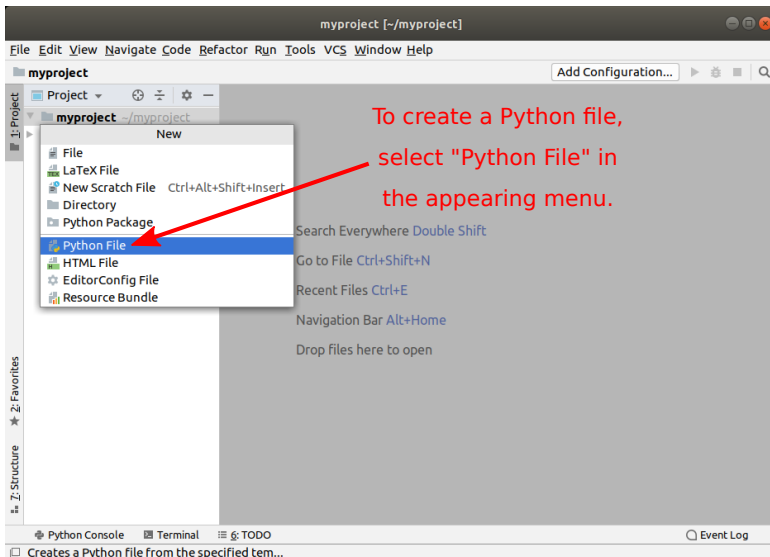 myproject [~/myproject]
File Edit View Navigate Code Refactor Run Tools VCS Window Help
myproject
Add Configuration...
1: Project
Project
myproject ~/myproject
New
File
LaTeX File
New Scratch File Ctrl+Alt+Shift+Insert
Directory
Python Package
Python File
HTML File
EditorConfig File
Resource Bundle
To create a Python file,
select "Python File" in
the appearing menu.
Search Everywhere Double Shift
Go to File Ctrl+Shift+N
Recent Files Ctrl+E
Navigation Bar Alt+Home
Drop files here to open
2: Favorites
7: Structure
Python Console Terminal 6: TODO Event Log
Creates a Python file from the specified tem...